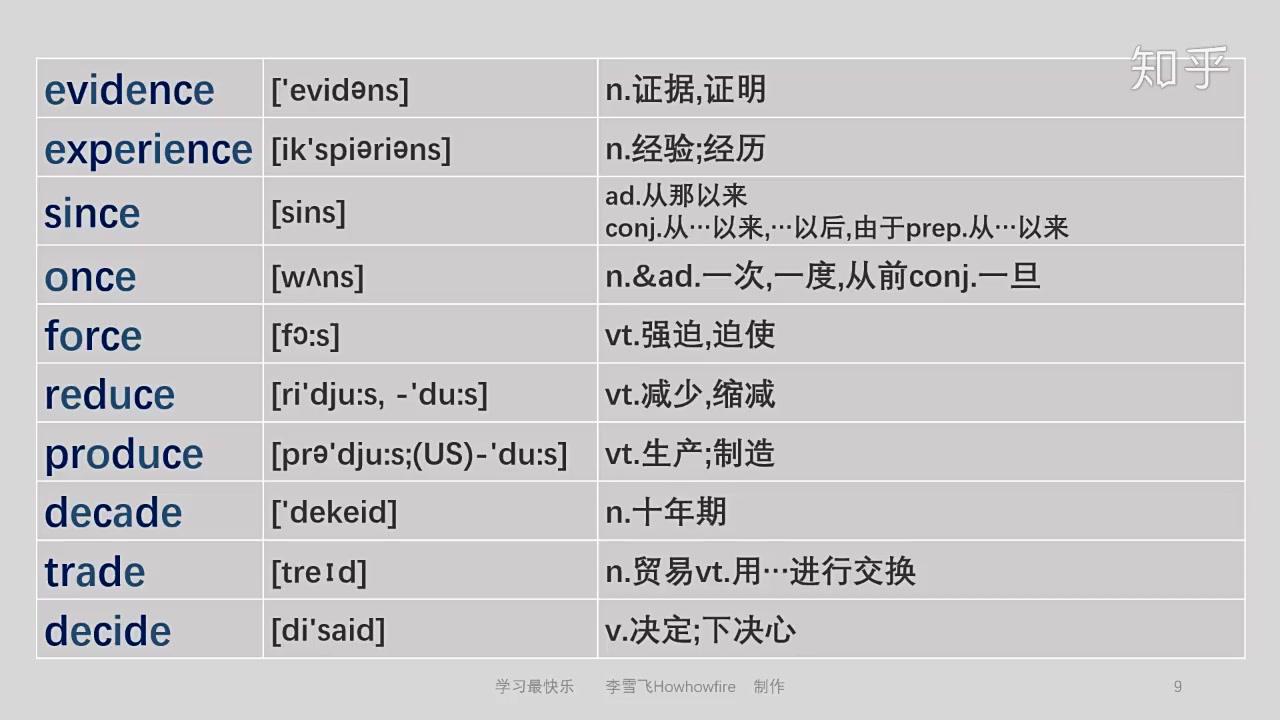 知乎
evidence ['evidəns] n.证据,证明
experience [ik'spiəriəns] n.经验;经历
since [sins] ad.从那以来
conj.从…以来,…以后,由于prep.从…以来
once [wʌns] n.&ad.一次,一度,从前conj.一旦
force [fɔ:s] vt.强迫,迫使
reduce [ri'dju:s, -'du:s] vt.减少,缩减
produce [prə'dju:s;(US)-'du:s] vt.生产;制造
decade ['dekeid] n.十年期
trade [treɪd] n.贸易vt.用…进行交换
decide [di'said] v.决定;下决心
学习最快乐 李雪飞Howhowfire 制作 9